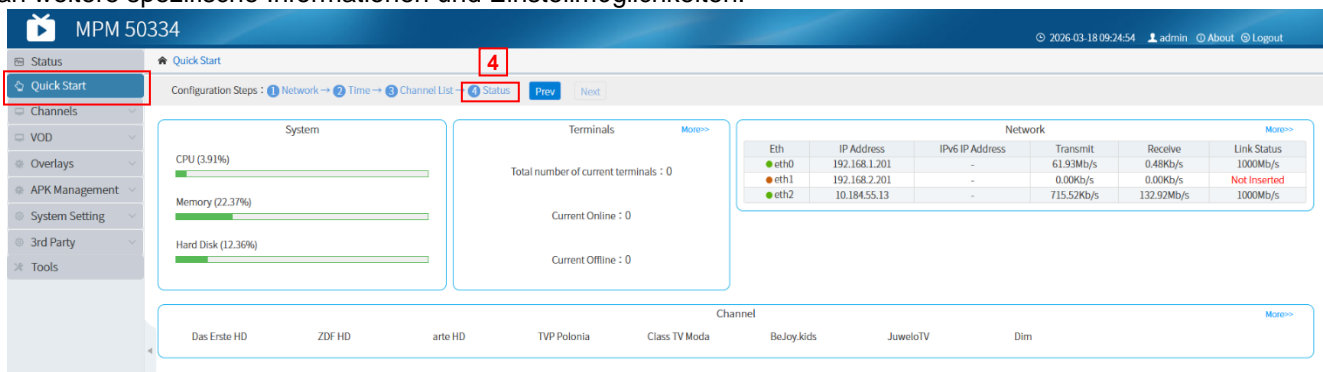 an weitere spezifische Informationen und Einstellmöglichkeiten.
MPM 50334
2026-03-18 09:24:54 admin About Logout
Status
Quick Start
Channels
VOD
Overlays
APK Management
System Setting
3rd Party
Tools
Quick Start
4
Configuration Steps : 1 Network → 2 Time → 3 Channel List → 4 Status Prev Next
System
CPU (3.91%)
Memory (22.37%)
Hard Disk (12.36%)
Terminals More>>
Total number of current terminals : 0
Current Online : 0
Current Offline : 0
Network More>>
Eth IP Address IPv6 IP Address Transmit Receive Link Status
eth0 192.168.1.201 - 61.93Mb/s 0.48Kb/s 1000Mb/s
eth1 192.168.2.201 - 0.00Kb/s 0.00Kb/s Not Inserted
eth2 10.184.55.13 - 715.52Kb/s 132.92Mb/s 1000Mb/s
Channel More>>
Das Erste HD ZDF HD arte HD TVP Polonia Class TV Moda BeJoy.kids JuweloTV Dim